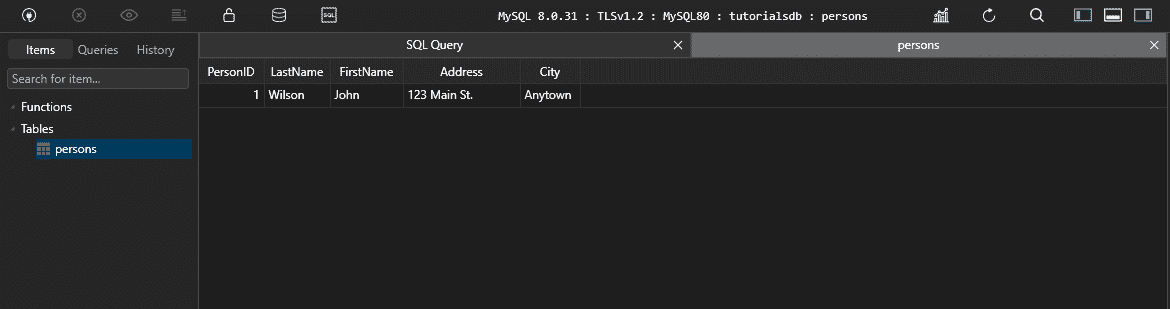 SQL
MySQL 8.0.31 : TLSv1.2 : MySQL80 : tutorialsdb : persons
Items Queries History
SQL Query
persons
Search for item...
PersonID LastName FirstName Address City
1 Wilson John 123 Main St. Anytown
Functions
Tables
persons